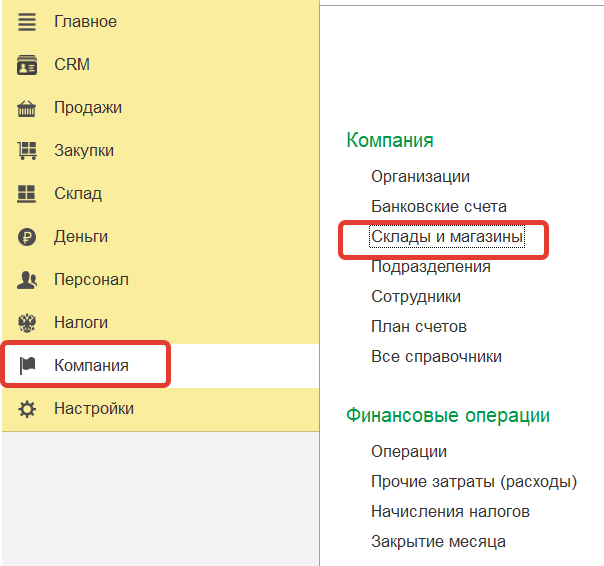 Главное
CRM
Продажи
Закупки
Склад
Деньги
Персонал
Налоги
Компания
Настройки
Компания
Организации
Банковские счета
Склады и магазины
Подразделения
Сотрудники
План счетов
Все справочники
Финансовые операции
Операции
Прочие затраты (расходы)
Начисления налогов
Закрытие месяца